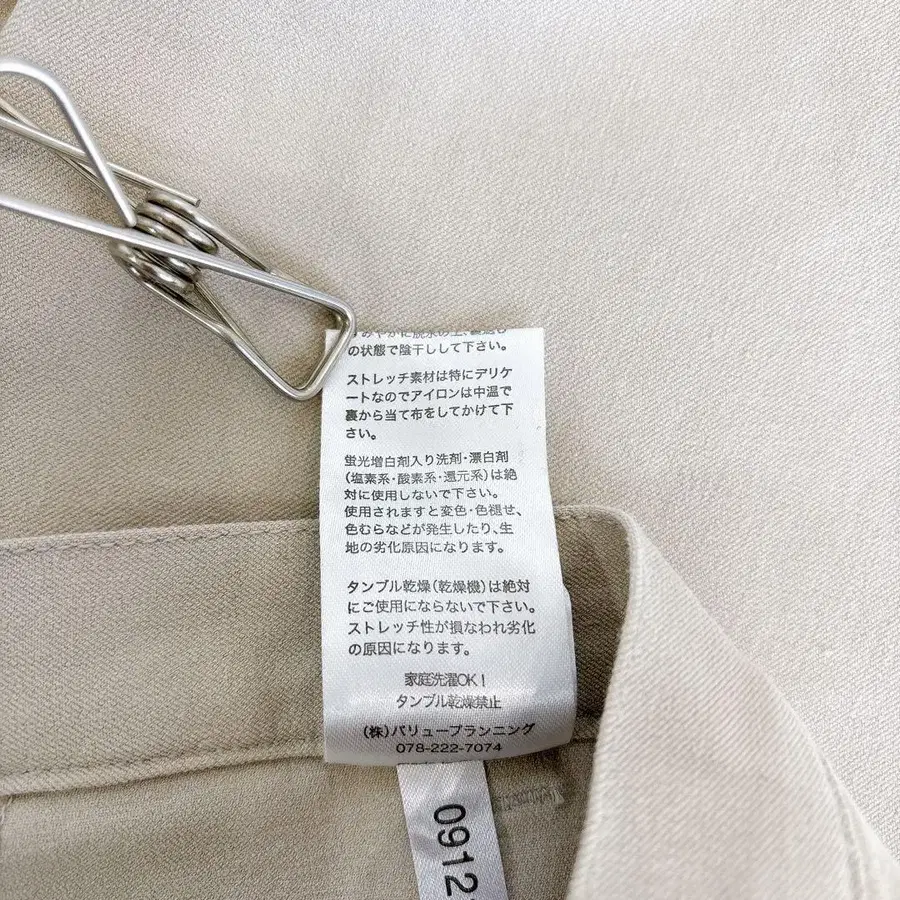 の状態で陰干しして下さい。
ストレッチ素材は特にデリケ
ートなのでアイロンは中温で
裏から当て布をしてかけて下
さい。
蛍光増白剤入り洗剤・漂白剤
(塩素系・酸素系・還元系)は絶
対に使用しないで下さい。
使用されますと変色・色褪せ、
色むらなどが発生したり、生
地の劣化原因になります。
タンブル乾燥(乾燥機)は絶対
にご使用にならないで下さい。
ストレッチ性が損なわれ劣化
の原因になります。
家庭洗濯OK!
タンブル乾燥禁止
(株)バリュープランニング
078-222-7074
0912